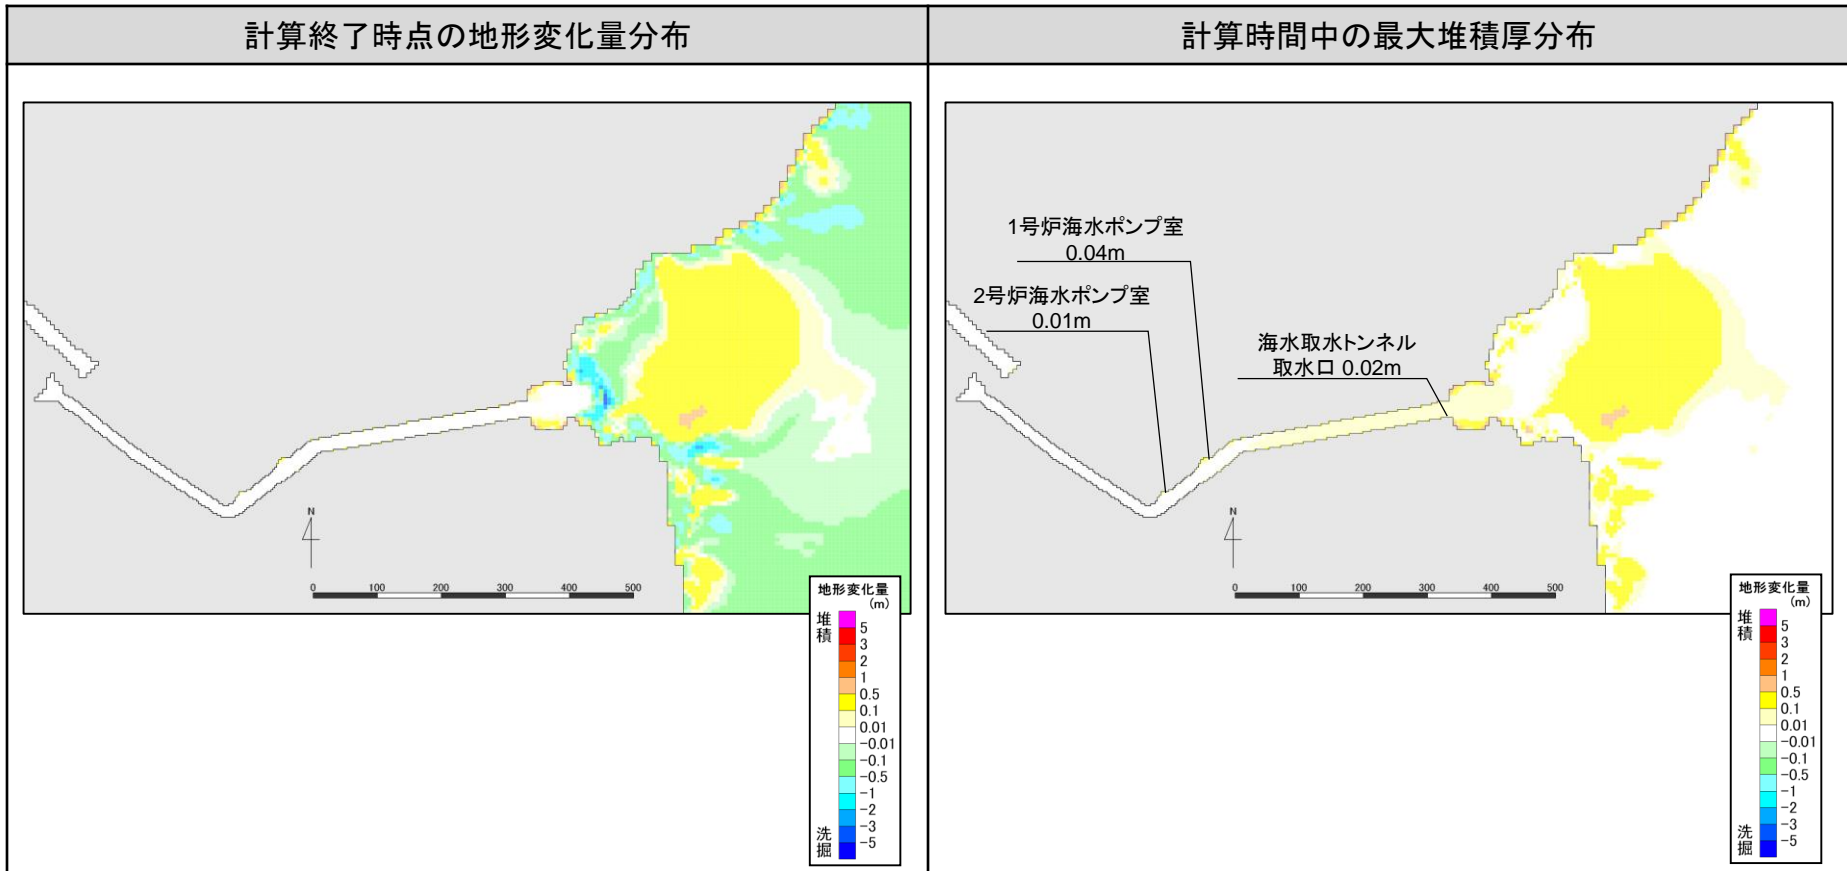 計算終了時点の地形変化量分布
計算時間中の最大堆積厚分布
N
0 100 200 300 400 500
地形変化量
(m)
堆積
5
3
2
1
0.5
0.1
0.01
-0.01
-0.1
-0.5
-1
-2
-3
-5
洗掘
1号炉海水ポンプ室
0.04m
2号炉海水ポンプ室
0.01m
海水取水トンネル
取水口 0.02m
N
0 100 200 300 400 500
地形変化量
(m)
堆積
5
3
2
1
0.5
0.1
0.01
-0.01
-0.1
-0.5
-1
-2
-3
-5
洗掘